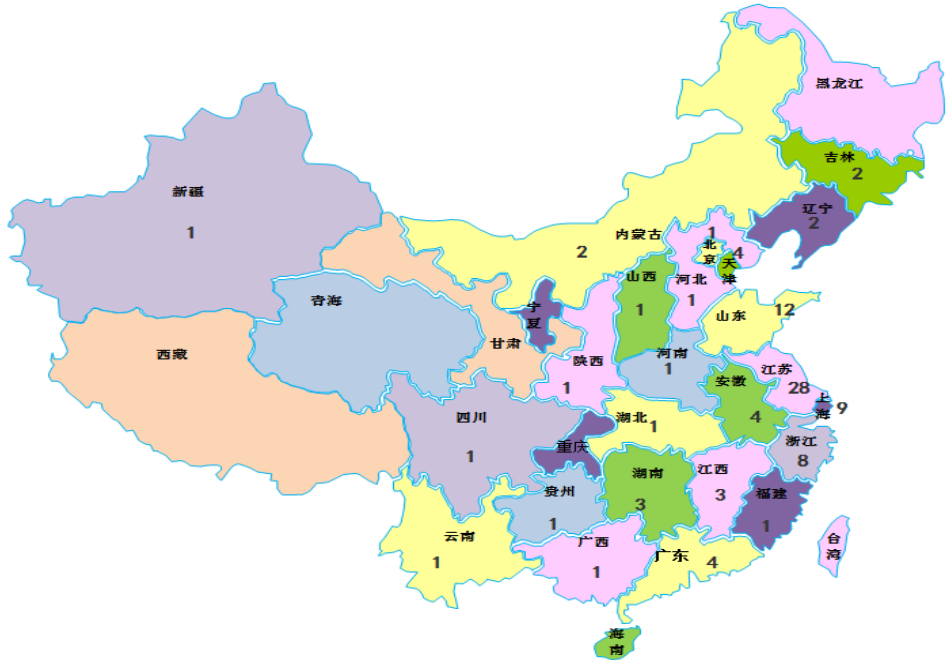 黑龙江
吉林
2
辽宁
2
新疆
1
内蒙古
2
1
北
京
4
天
津
河北
1
山西
1
山东
12
青海
宁
夏
甘肃
西藏
陕西
1
河南
1
江苏
28
安徽
4
上
海
9
四川
1
重庆
湖北
1
浙江
8
湖南
3
江西
3
贵州
1
福建
1
云南
1
广西
1
广东
4
台
湾
海
南